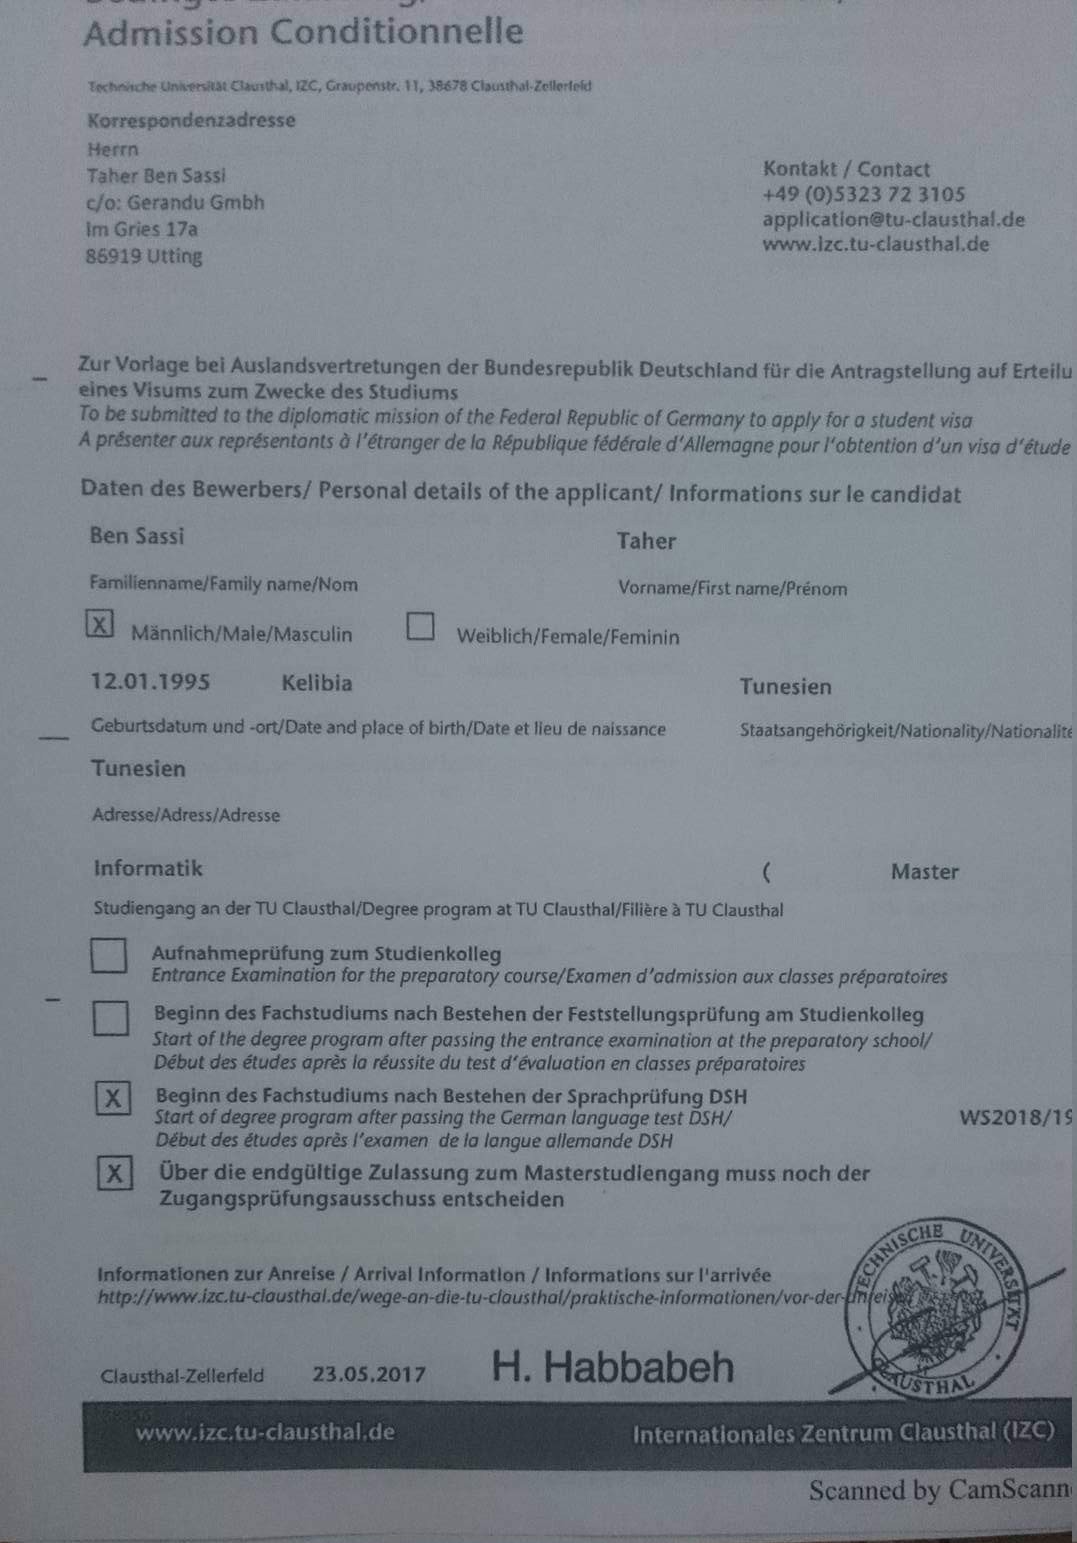 Admission Conditionnelle
Technische Universität Clausthal, IZC, Graupenstr. 11, 38678 Clausthal-Zellerfeld
Korrespondenzadresse
Herrn
Taher Ben Sassi
c/o: Gerandu Gmbh
Im Gries 17a
86919 Utting
Kontakt / Contact
+49 (0)5323 72 3105
application@tu-clausthal.de
www.izc.tu-clausthal.de
Zur Vorlage bei Auslandsvertretungen der Bundesrepublik Deutschland für die Antragstellung auf Erteilu
eines Visums zum Zwecke des Studiums
To be submitted to the diplomatic mission of the Federal Republic of Germany to apply for a student visa
A présenter aux représentants à l'étranger de la République fédérale d'Allemagne pour l'obtention d'un visa d'étude
Daten des Bewerbers/ Personal details of the applicant/ Informations sur le candidat
Ben Sassi Taher
Familienname/Family name/Nom Vorname/First name/Prénom
X Männlich/Male/Masculin Weiblich/Female/Feminin
12.01.1995 Kelibia Tunesien
Geburtsdatum und -ort/Date and place of birth/Date et lieu de naissance Staatsangehörigkeit/Nationality/Nationalité
Tunesien
Adresse/Adress/Adresse
Informatik ( Master
Studiengang an der TU Clausthal/Degree program at TU Clausthal/Filière à TU Clausthal
Aufnahmeprüfung zum Studienkolleg
Entrance Examination for the preparatory course/Examen d'admission aux classes préparatoires
Beginn des Fachstudiums nach Bestehen der Feststellungsprüfung am Studienkolleg
Start of the degree program after passing the entrance examination at the preparatory school/
Début des études après la réussite du test d'évaluation en classes préparatoires
X Beginn des Fachstudiums nach Bestehen der Sprachprüfung DSH
Start of degree program after passing the German language test DSH/ WS2018/19
Début des études après l'examen de la langue allemande DSH
X Über die endgültige Zulassung zum Masterstudiengang muss noch der
Zugangsprüfungsausschuss entscheiden
Informationen zur Anreise / Arrival Information / Informations sur l'arrivée
http://www.izc.tu-clausthal.de/wege-an-die-tu-clausthal/praktische-informationen/vor-der-anreise
TECHNISCHE UNIVERSITÄT CLAUSTHAL
Clausthal-Zellerfeld 23.05.2017 H. Habbabeh
www.izc.tu-clausthal.de Internationales Zentrum Clausthal (IZC)
Scanned by CamScann